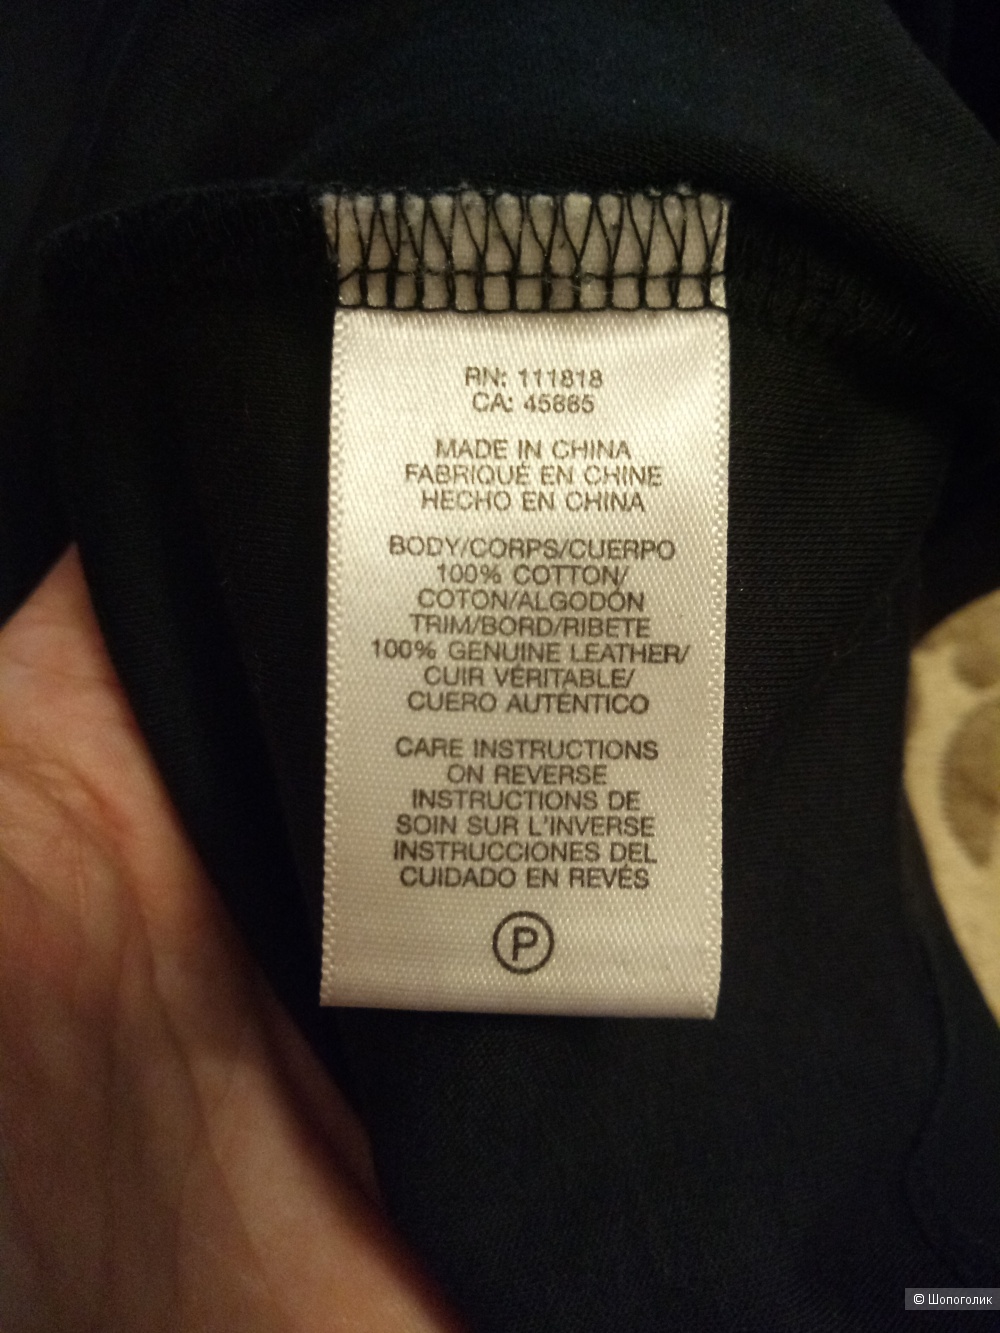 RN: 111818
CA: 45885
MADE IN CHINA
FABRIQUÉ EN CHINE
HECHO EN CHINA
BODY/CORPS/CUERPO
100% COTTON/
COTON/ALGODÓN
TRIM/BORD/RIBETE
100% GENUINE LEATHER/
CUIR VÉRITABLE/
CUERO AUTÉNTICO
CARE INSTRUCTIONS
ON REVERSE
INSTRUCTIONS DE
SOIN SUR L'INVERSE
INSTRUCCIONES DEL
CUIDADO EN REVÉS
P
© Шопоголик